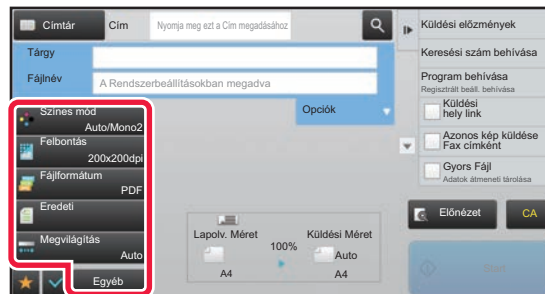 Címtár
Cím
Nyomja meg ezt a Cím megadásához
Tárgy
Fájlnév
A Rendszerbeállításokban megadva
Opciók
Színes mód
Auto/Mono2
Felbontás
200x200dpi
Fájlformátum
PDF
Eredeti
Megvilágítás
Auto
Egyéb
Lapolv. Méret
A4
100%
Küldési Méret
Auto
A4
Küldési előzmények
Keresési szám behívása
Program behívása
Regisztrált beáll. behívása
Küldési
hely link
Azonos kép küldése
Fax címként
Gyors Fájl
Adatok átmeneti tárolása
Előnézet
CA
Start